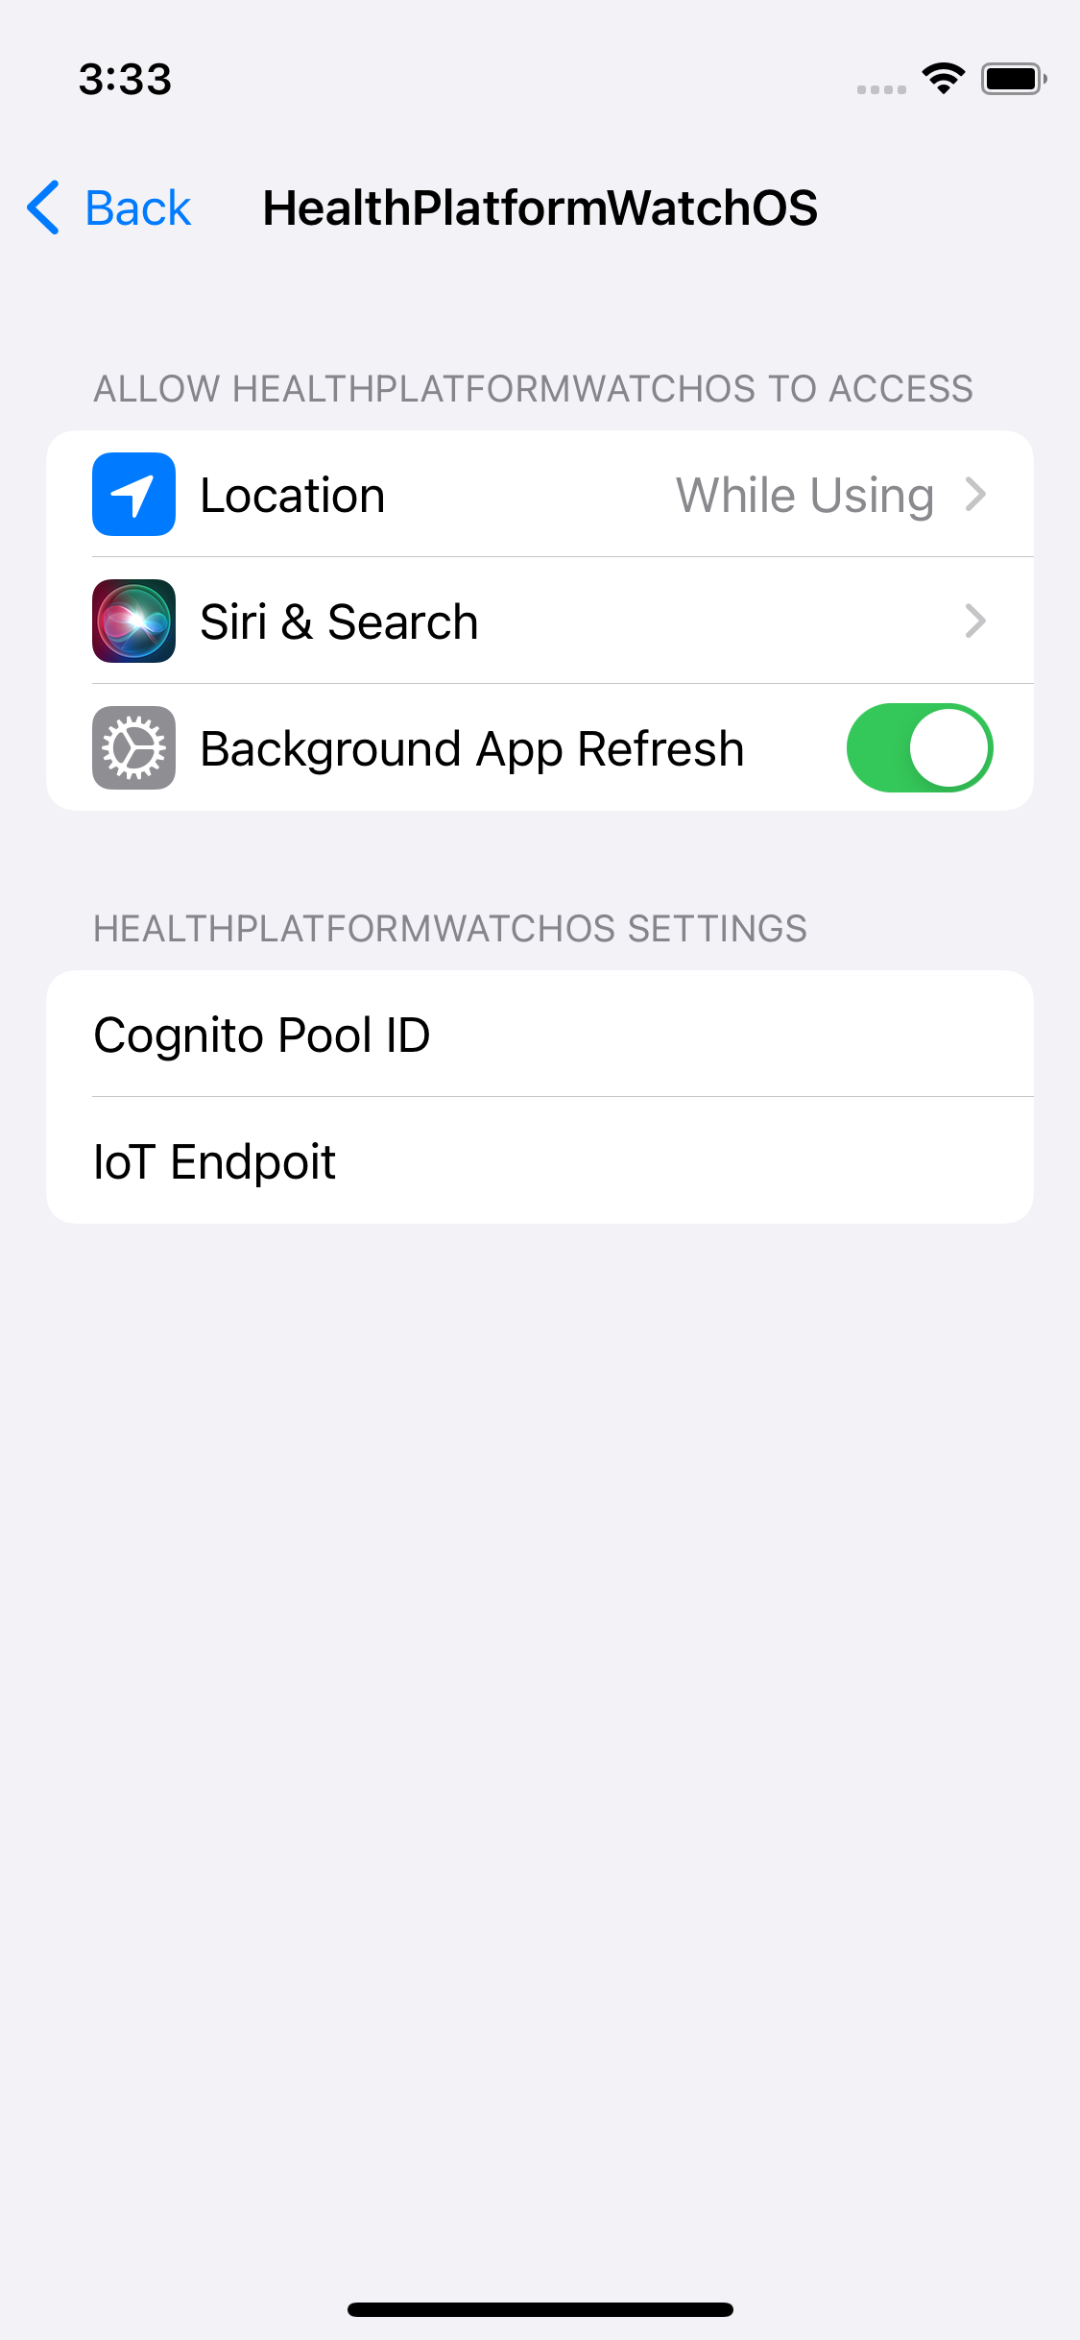 3:33
Back HealthPlatformWatchOS
ALLOW HEALTHPLATFORMWATCHOS TO ACCESS
Location While Using
Siri & Search
Background App Refresh
HEALTHPLATFORMWATCHOS SETTINGS
Cognito Pool ID
IoT Endpoit